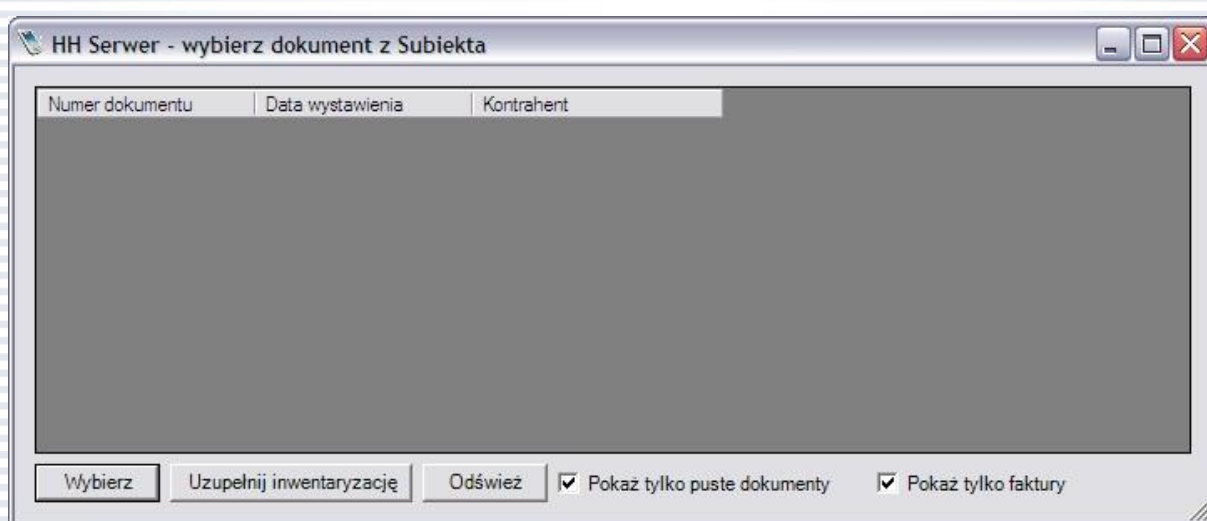 HH Serwer - wybierz dokument z Subiekta
Numer dokumentu Data wystawienia Kontrahent
Wybierz Uzupełnij inwentaryzację Odśwież Pokaż tylko puste dokumenty Pokaż tylko faktury